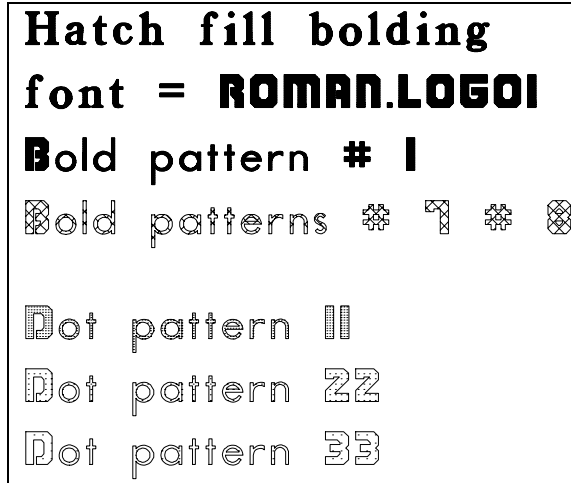 Hatch fill bolding
font = ROMAN.LOGO1
Bold pattern # 1
Bold patterns # 7 # 8
Dot pattern 11
Dot pattern 22
Dot pattern 33